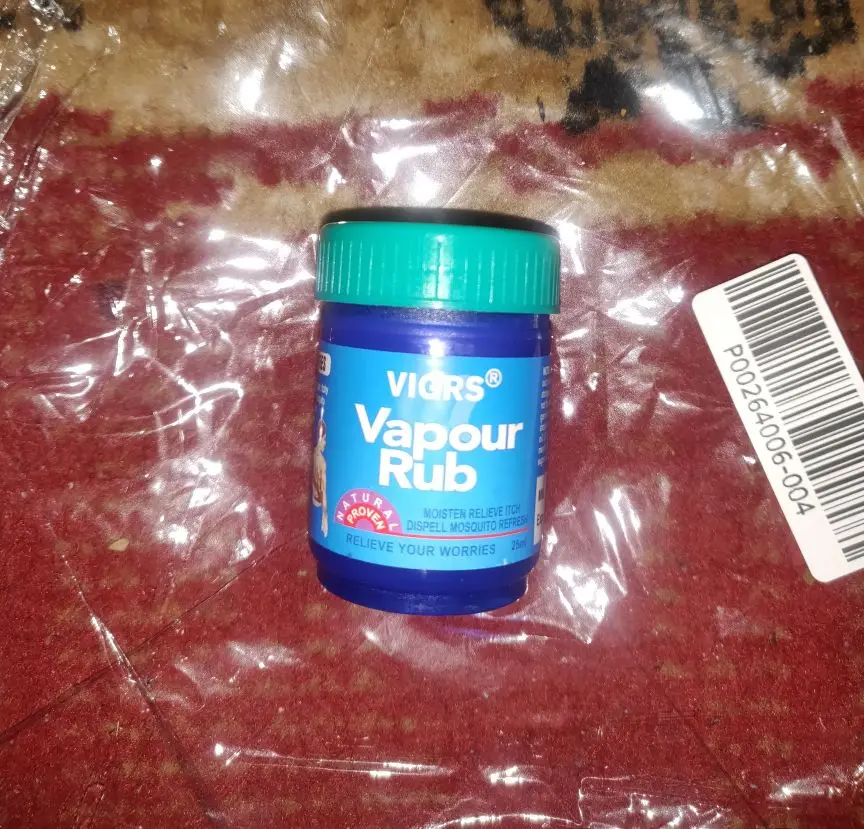 VIGRS®
Vapour
Rub
NATURAL
PROVEN
MOISTEN RELIEVE ITCH
DISPELL MOSQUITO REFRESH
RELIEVE YOUR WORRIES 25ml
P00264006-004